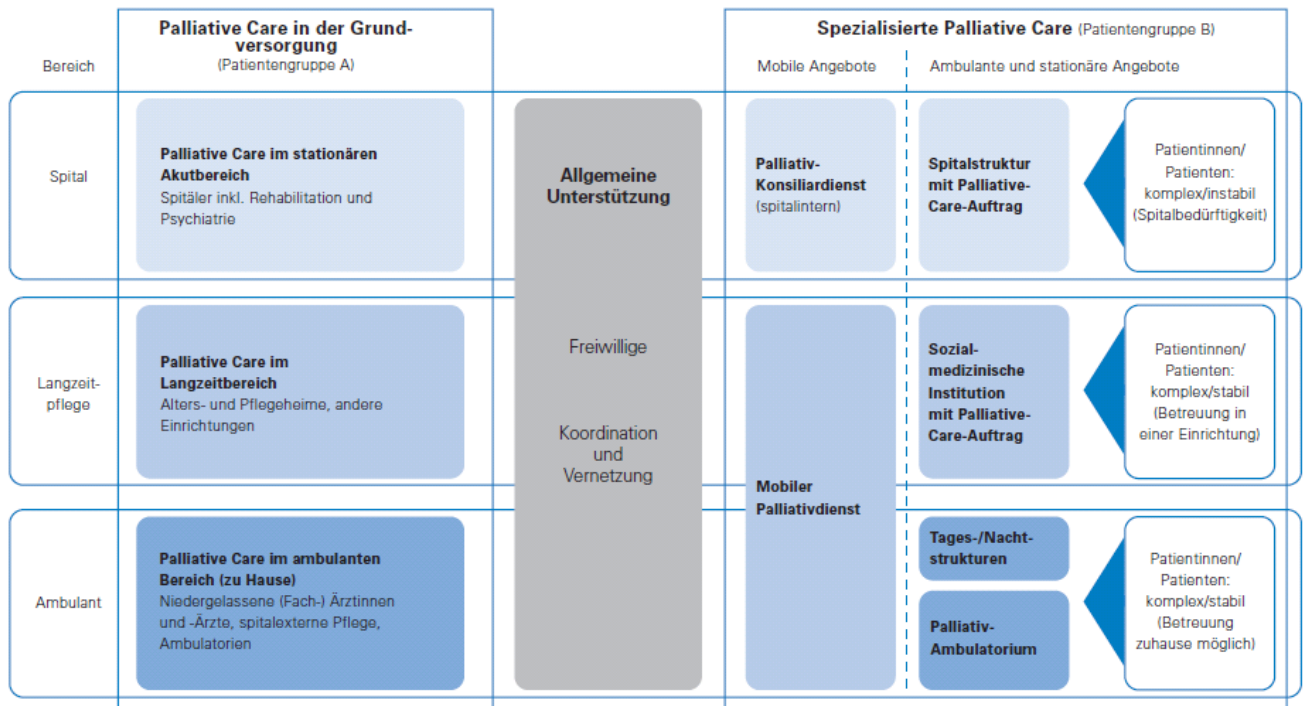 Palliative Care in der Grund-
versorgung
(Patientengruppe A)
Spezialisierte Palliative Care (Patientengruppe B)
Bereich
Mobile Angebote
Ambulante und stationäre Angebote
Spital
Palliative Care im stationären
Akutbereich
Spitäler inkl. Rehabilitation und
Psychiatrie
Allgemeine
Unterstützung
Freiwillige
Koordination
und
Vernetzung
Palliativ-
Konsiliardienst
(spitalintern)
Spitalstruktur
mit Palliative-
Care-Auftrag
Patientinnen/
Patienten:
komplex/instabil
(Spitalbedürftigkeit)
Langzeit-
pflege
Palliative Care im
Langzeitbereich
Alters- und Pflegeheime, andere
Einrichtungen
Mobiler
Palliativdienst
Sozial-
medizinische
Institution
mit Palliative-
Care-Auftrag
Patientinnen/
Patienten:
komplex/stabil
(Betreuung in
einer Einrichtung)
Ambulant
Palliative Care im ambulanten
Bereich (zu Hause)
Niedergelassene (Fach-) Ärztinnen
und -Ärzte, spitalexterne Pflege,
Ambulatorien
Tages-/Nacht-
strukturen
Palliativ-
Ambulatorium
Patientinnen/
Patienten:
komplex/stabil
(Betreuung
zuhause möglich)